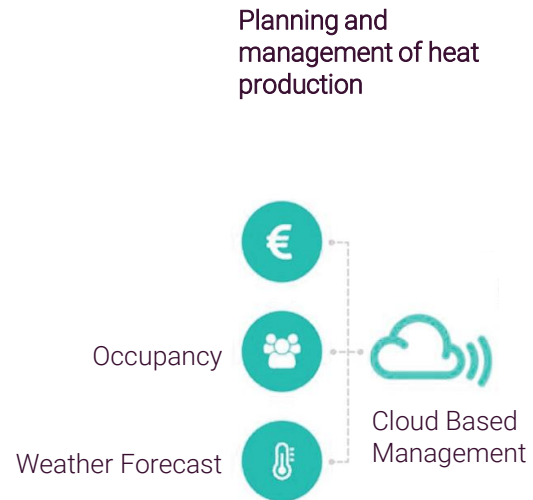 Planning and
management of heat
production
€
Occupancy
Cloud Based
Management
Weather Forecast